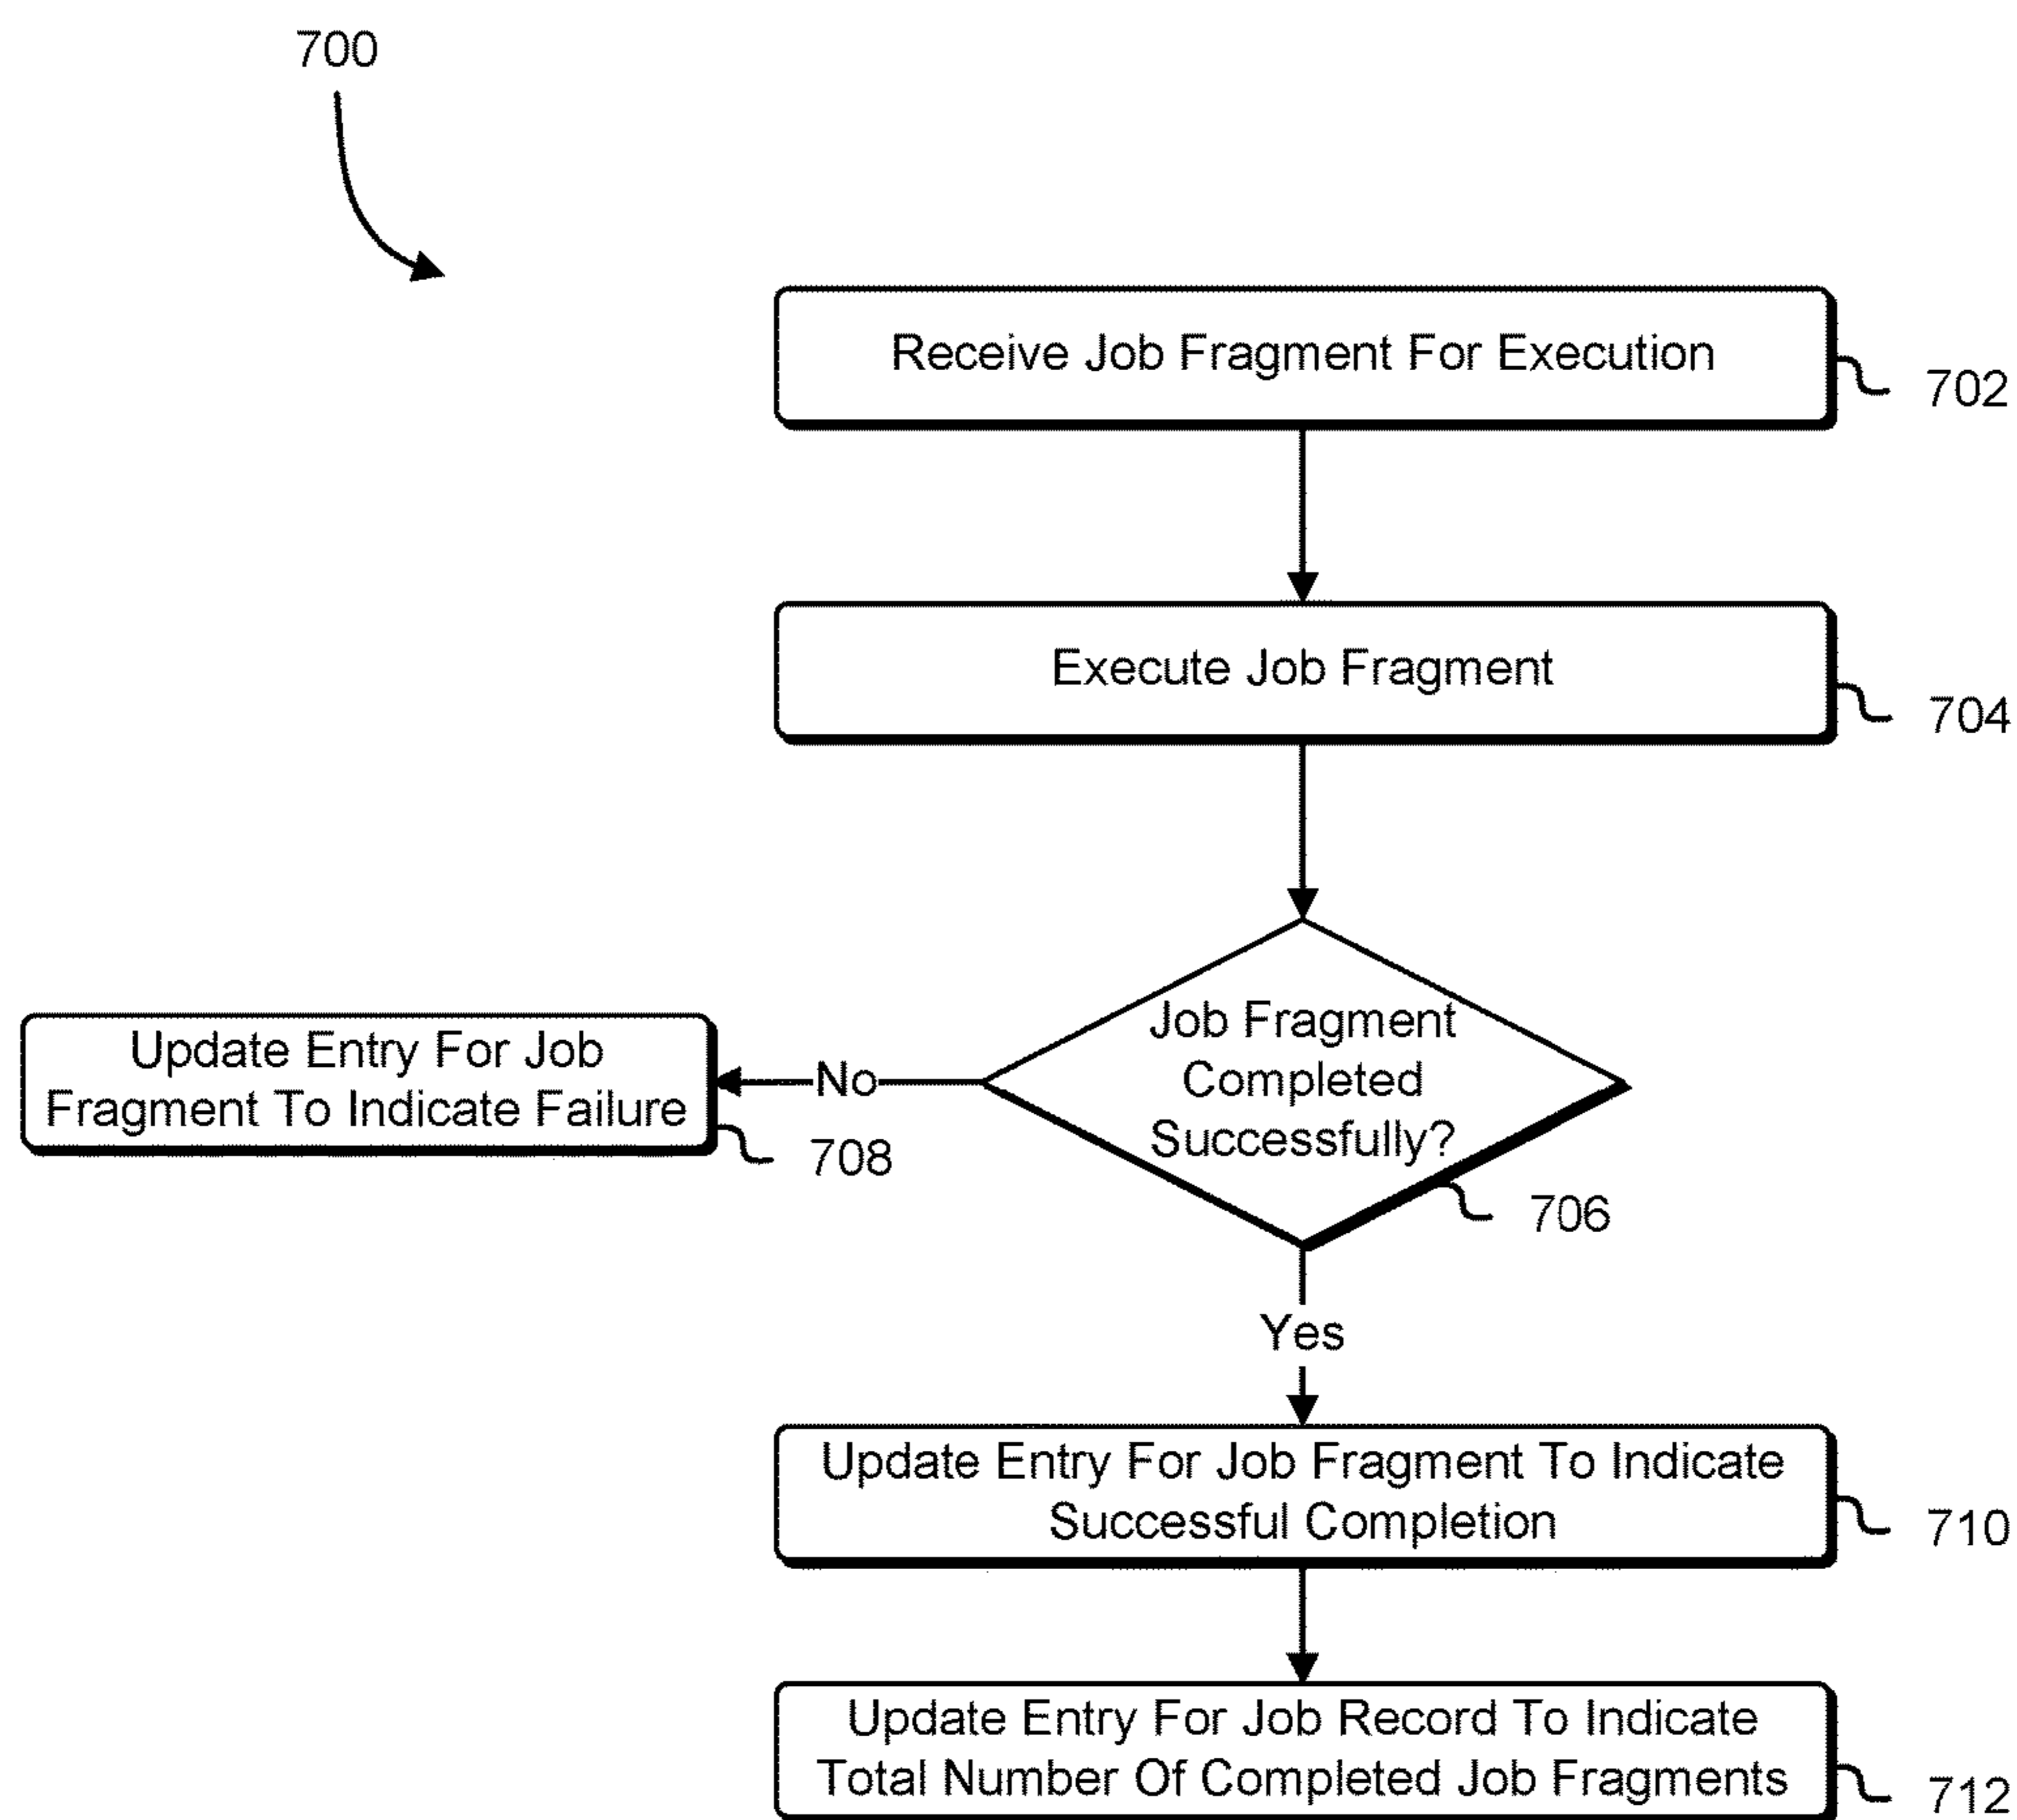 700
Receive Job Fragment For Execution
702
Execute Job Fragment
704
Job Fragment
Completed
Successfully?
706
No
Update Entry For Job
Fragment To Indicate Failure
708
Yes
Update Entry For Job Fragment To Indicate
Successful Completion
710
Update Entry For Job Record To Indicate
Total Number Of Completed Job Fragments
712